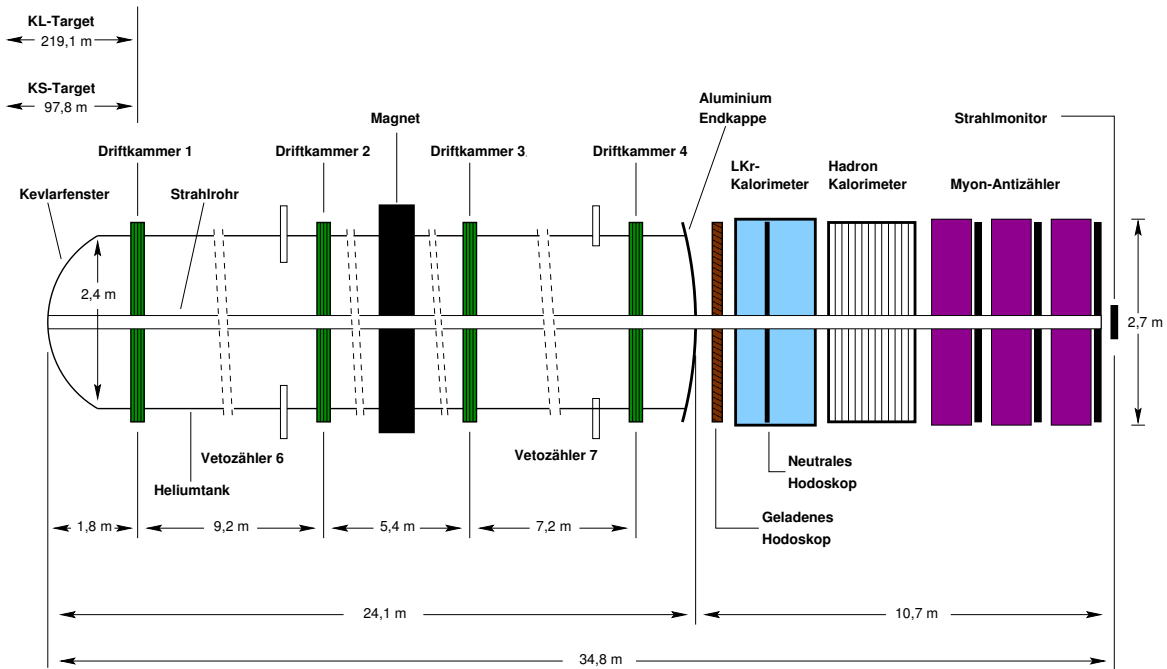 KL-Target
219,1 m
KS-Target
97,8 m
Aluminium
Endkappe
Magnet
Strahlmonitor
Driftkammer 1
Driftkammer 2
Driftkammer 3
Driftkammer 4
LKr-
Kalorimeter
Hadron
Kalorimeter
Myon-Antizähler
Kevlarfenster
Strahlrohr
2,4 m
2,7 m
Vetozähler 6
Vetozähler 7
Heliumtank
Neutrales
Hodoskop
Geladenes
Hodoskop
1,8 m
9,2 m
5,4 m
7,2 m
24,1 m
10,7 m
34,8 m